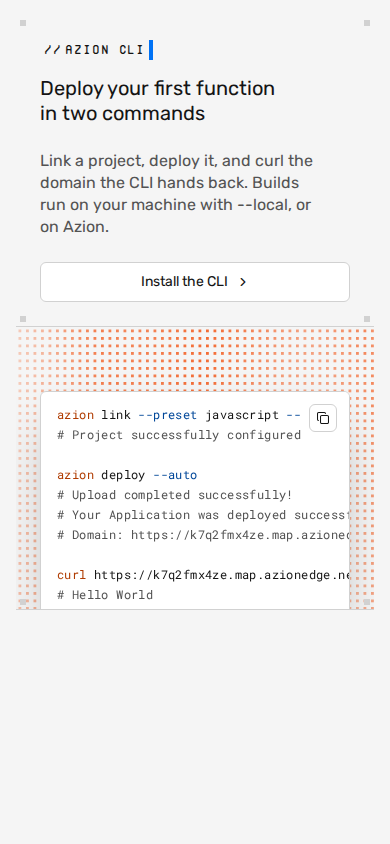 // AZION CLI
Deploy your first function
in two commands
Link a project, deploy it, and curl the
domain the CLI hands back. Builds
run on your machine with --local, or
on Azion.
Install the CLI
azion link --preset javascript --
# Project successfully configured
azion deploy --auto
# Upload completed successfully!
# Your Application was deployed success
# Domain: https://k7q2fmx4ze.map.azione
curl https://k7q2fmx4ze.map.azionedge.ne
# Hello World